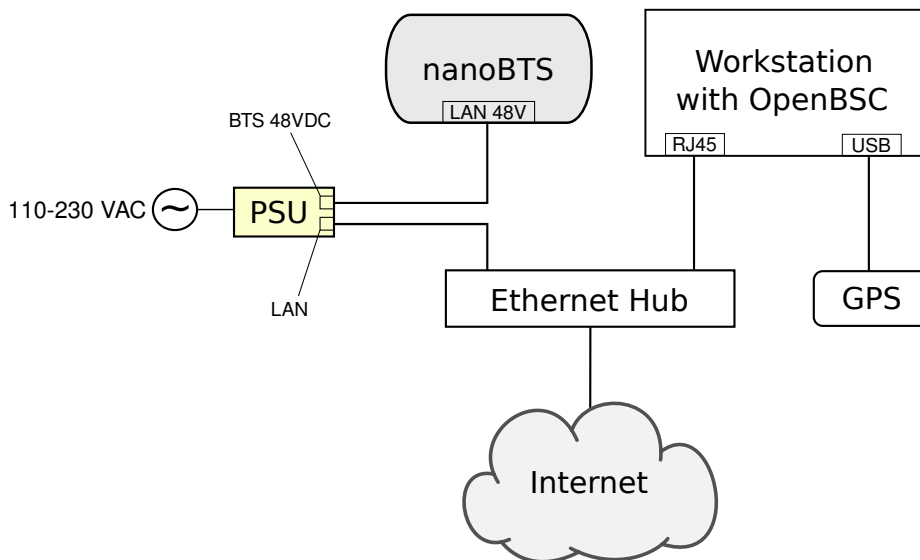 nanoBTS
LAN 48V
Workstation
with OpenBSC
RJ45
USB
BTS 48VDC
110-230 VAC
~
PSU
LAN
Ethernet Hub
GPS
Internet